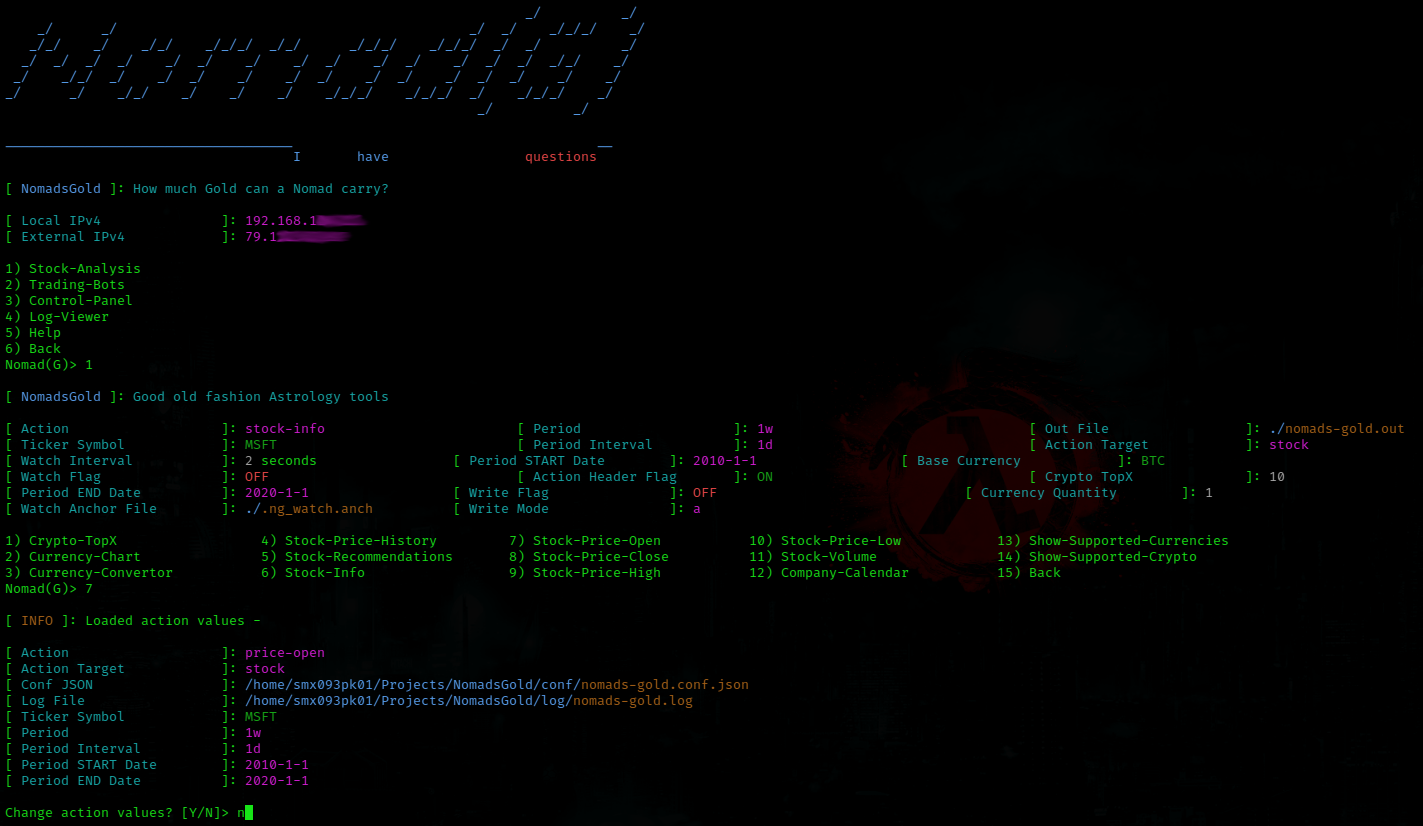 Nomad(G)
I have questions
[ NomadsGold ]: How much Gold can a Nomad carry?
[ Local IPv4 ]: 192.168.1
[ External IPv4 ]: 79.1
1) Stock-Analysis
2) Trading-Bots
3) Control-Panel
4) Log-Viewer
5) Help
6) Back
Nomad(G)> 1
[ NomadsGold ]: Good old fashion Astrology tools
[ Action ]: stock-info [ Period ]: 1w [ Out File ]: ./nomads-gold.out
[ Ticker Symbol ]: MSFT [ Period Interval ]: 1d [ Action Target ]: stock
[ Watch Interval ]: 2 seconds [ Period START Date ]: 2010-1-1 [ Base Currency ]: BTC
[ Watch Flag ]: OFF [ Action Header Flag ]: ON [ Crypto TopX ]: 10
[ Period END Date ]: 2020-1-1 [ Write Flag ]: OFF [ Currency Quantity ]: 1
[ Watch Anchor File ]: ./.ng_watch.anch [ Write Mode ]: a
1) Crypto-TopX 4) Stock-Price-History 7) Stock-Price-Open 10) Stock-Price-Low 13) Show-Supported-Currencies
2) Currency-Chart 5) Stock-Recommendations 8) Stock-Price-Close 11) Stock-Volume 14) Show-Supported-Crypto
3) Currency-Convertor 6) Stock-Info 9) Stock-Price-High 12) Company-Calendar 15) Back
Nomad(G)> 7
[ INFO ]: Loaded action values -
[ Action ]: price-open
[ Action Target ]: stock
[ Conf JSON ]: /home/smx093pk01/Projects/NomadsGold/conf/nomads-gold.conf.json
[ Log File ]: /home/smx093pk01/Projects/NomadsGold/log/nomads-gold.log
[ Ticker Symbol ]: MSFT
[ Period ]: 1w
[ Period Interval ]: 1d
[ Period START Date ]: 2010-1-1
[ Period END Date ]: 2020-1-1
Change action values? [Y/N]> n